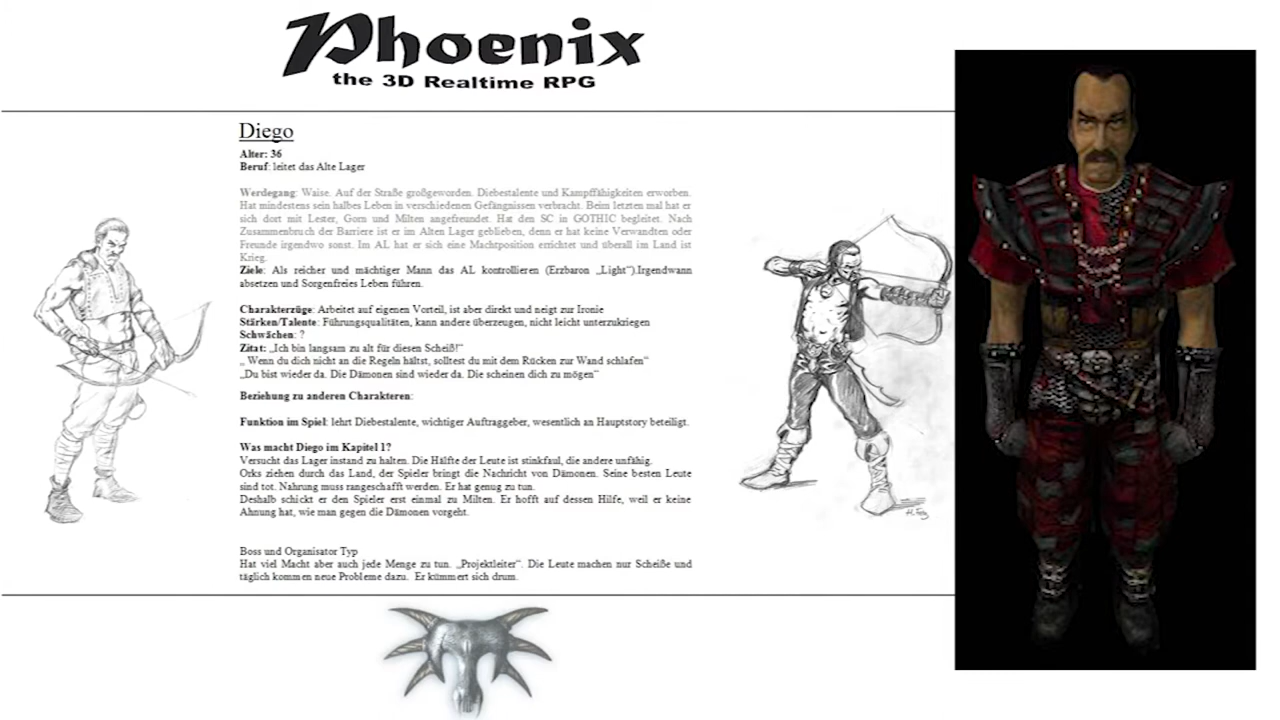 Phoenix
the 3D Realtime RPG
Diego
Alter: 36
Beruf: leitet das Alte Lager
Werdegang: Waise. Auf der Straße großgeworden. Diebestalente und Kampffähigkeiten erworben.
Hat mindestens sein halbes Leben in verschiedenen Gefängnissen verbracht. Beim letzten mal hat er
sich dort mit Lester, Gorn und Milten angefreundet. Hat den SC in GOTHIC begleitet. Nach
Zusammenbruch der Barriere ist er im Alten Lager geblieben, denn er hat keine Verwandten oder
Freunde irgendwo sonst. Im AL hat er sich eine Machtposition errichtet und überall im Land ist
Krieg.
Ziele: Als reicher und mächtiger Mann das AL kontrollieren (Erzbaron „Light“).Irgendwann
absetzen und Sorgenfreies Leben führen.
Charakterzüge: Arbeitet auf eigenen Vorteil, ist aber direkt und neigt zur Ironie
Stärken/Talente: Führungsqualitäten, kann andere überzeugen, nicht leicht unterzukriegen
Schwächen: ?
Zitat: „Ich bin langsam zu alt für diesen Scheiß!“
„ Wenn du dich nicht an die Regeln hältst, solltest du mit dem Rücken zur Wand schlafen“
„Du bist wieder da. Die Dämonen sind wieder da. Die scheinen dich zu mögen“
Beziehung zu anderen Charakteren:
Funktion im Spiel: lehrt Diebestalente, wichtiger Auftraggeber, wesentlich an Hauptstory beteiligt.
Was macht Diego im Kapitel 1?
Versucht das Lager instand zu halten. Die Hälfte der Leute ist stinkfaul, die andere unfähig.
Orks ziehen durch das Land, der Spieler bringt die Nachricht von Dämonen. Seine besten Leute
sind tot. Nahrung muss rangeschafft werden. Er hat genug zu tun.
Deshalb schickt er den Spieler erst einmal zu Milten. Er hofft auf dessen Hilfe, weil er keine
Ahnung hat, wie man gegen die Dämonen vorgeht.
Boss und Organisator Typ
Hat viel Macht aber auch jede Menge zu tun. „Projektleiter“. Die Leute machen nur Scheiße und
täglich kommen neue Probleme dazu. Er kümmert sich drum.